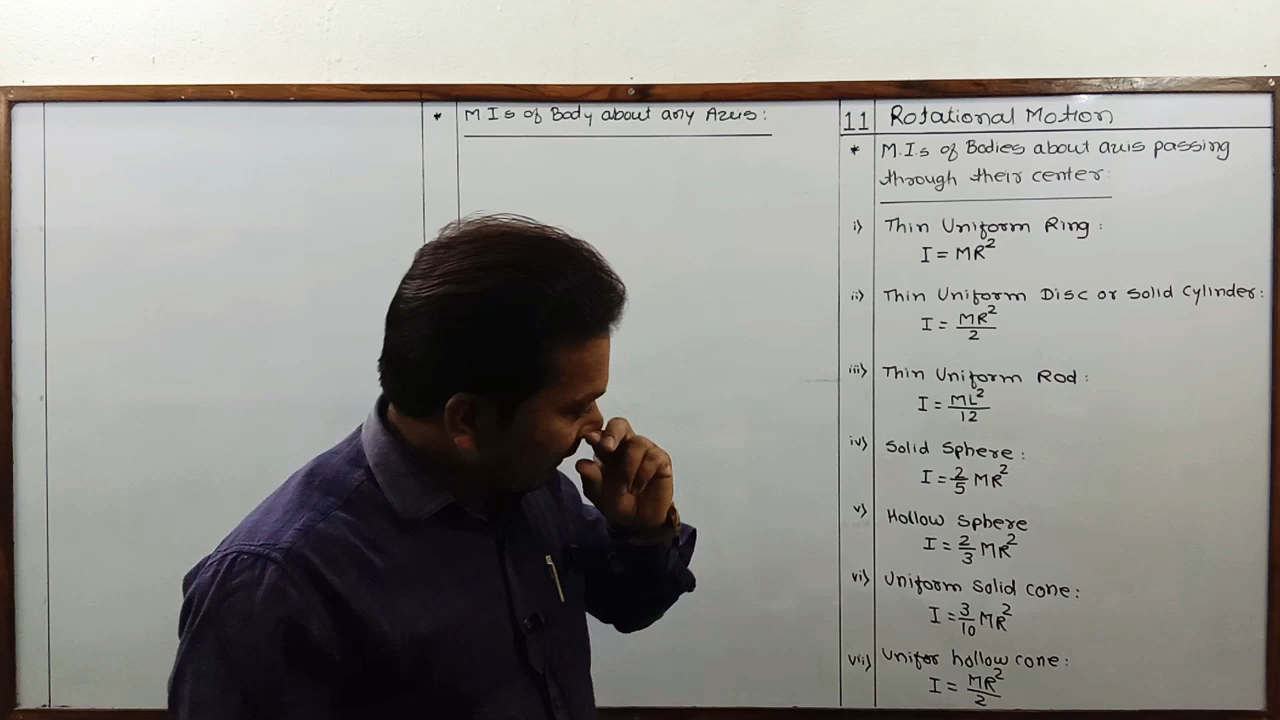 * M I s of Body about any Axis:
11 Rotational Motion
* M.I.s of Bodies about axis passing
through their center:
i) Thin Uniform Ring:
I = MR²
ii) Thin Uniform Disc or Solid Cylinder:
I = MR²/2
iii) Thin Uniform Rod:
I = ML²/12
iv) Solid Sphere:
I = 2/5 MR²
v) Hollow Sphere
I = 2/3 MR²
vi) Uniform Solid cone:
I = 3/10 MR²
vii) Unifor hollow cone:
I = MR²/2